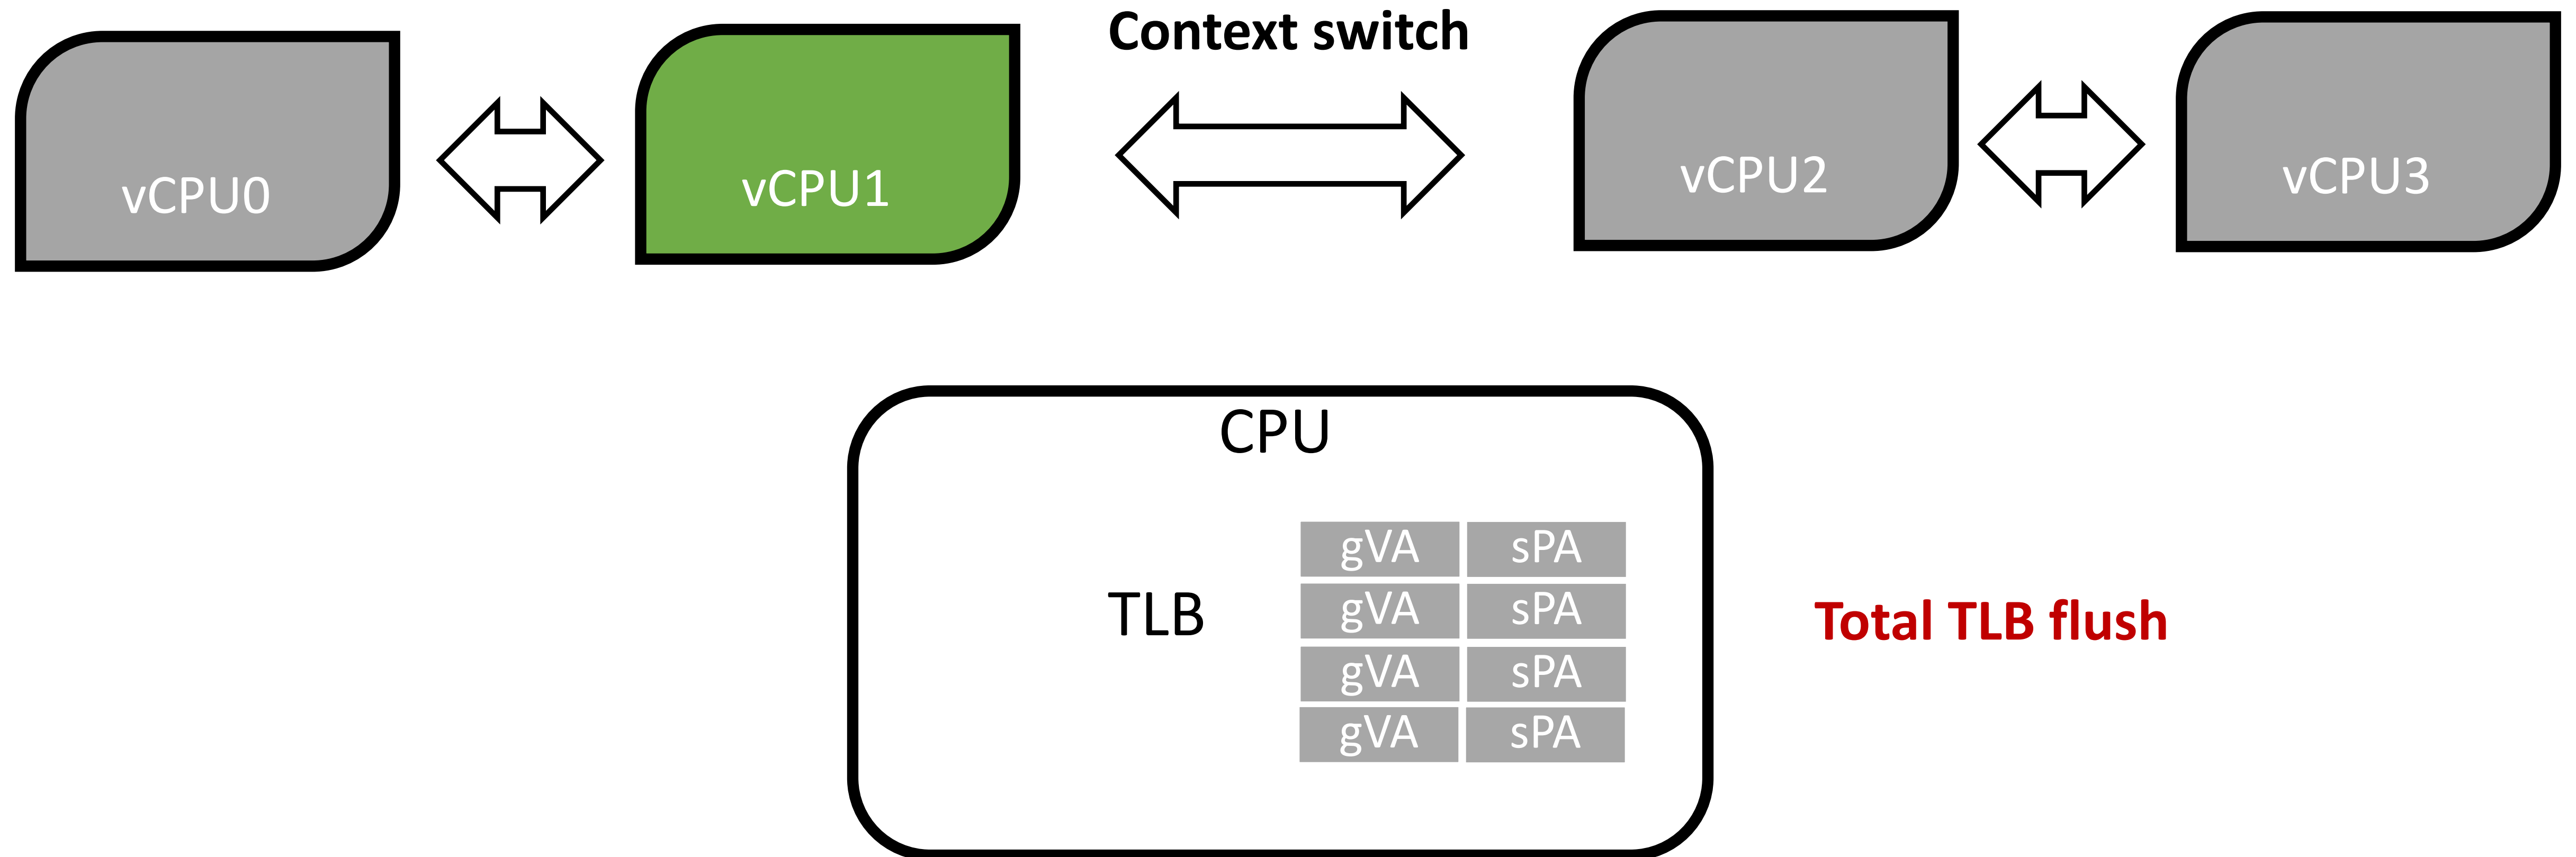 Context switch
vCPU0
vCPU1
vCPU2
vCPU3
CPU
TLB
gVA sPA
gVA sPA
gVA sPA
gVA sPA
Total TLB flush